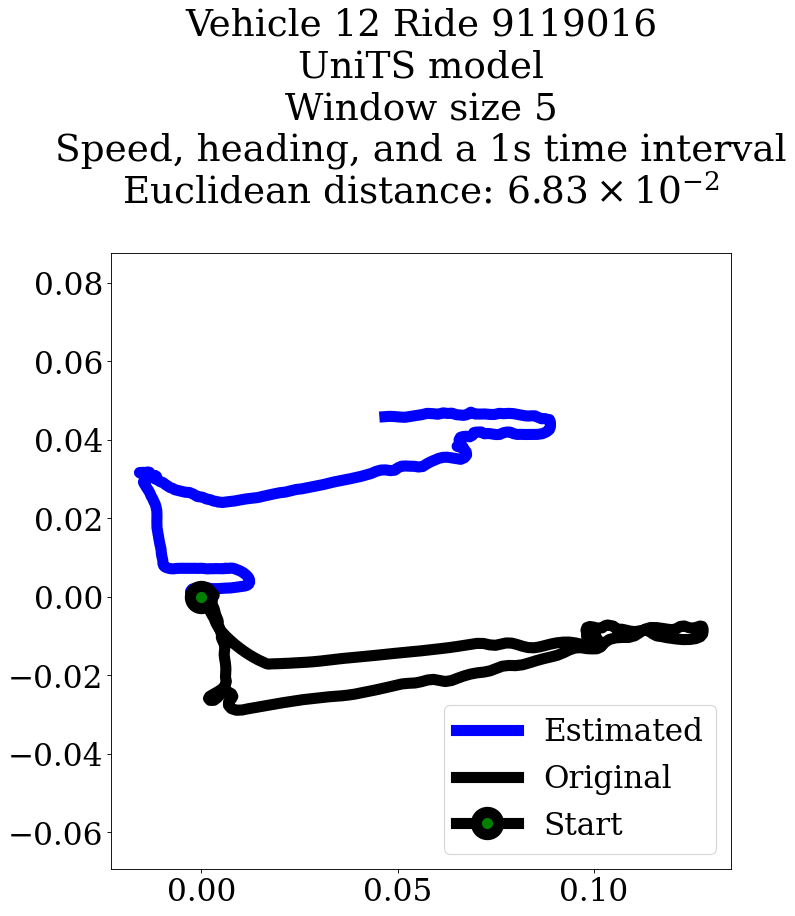 Vehicle 12 Ride 9119016
UniTS model
Window size 5
Speed, heading, and a 1s time interval
Euclidean distance: 6.83 × 10⁻²
0.08
0.06
0.04
0.02
0.00
−0.02
−0.04
−0.06
Estimated
Original
Start
0.00
0.05
0.10